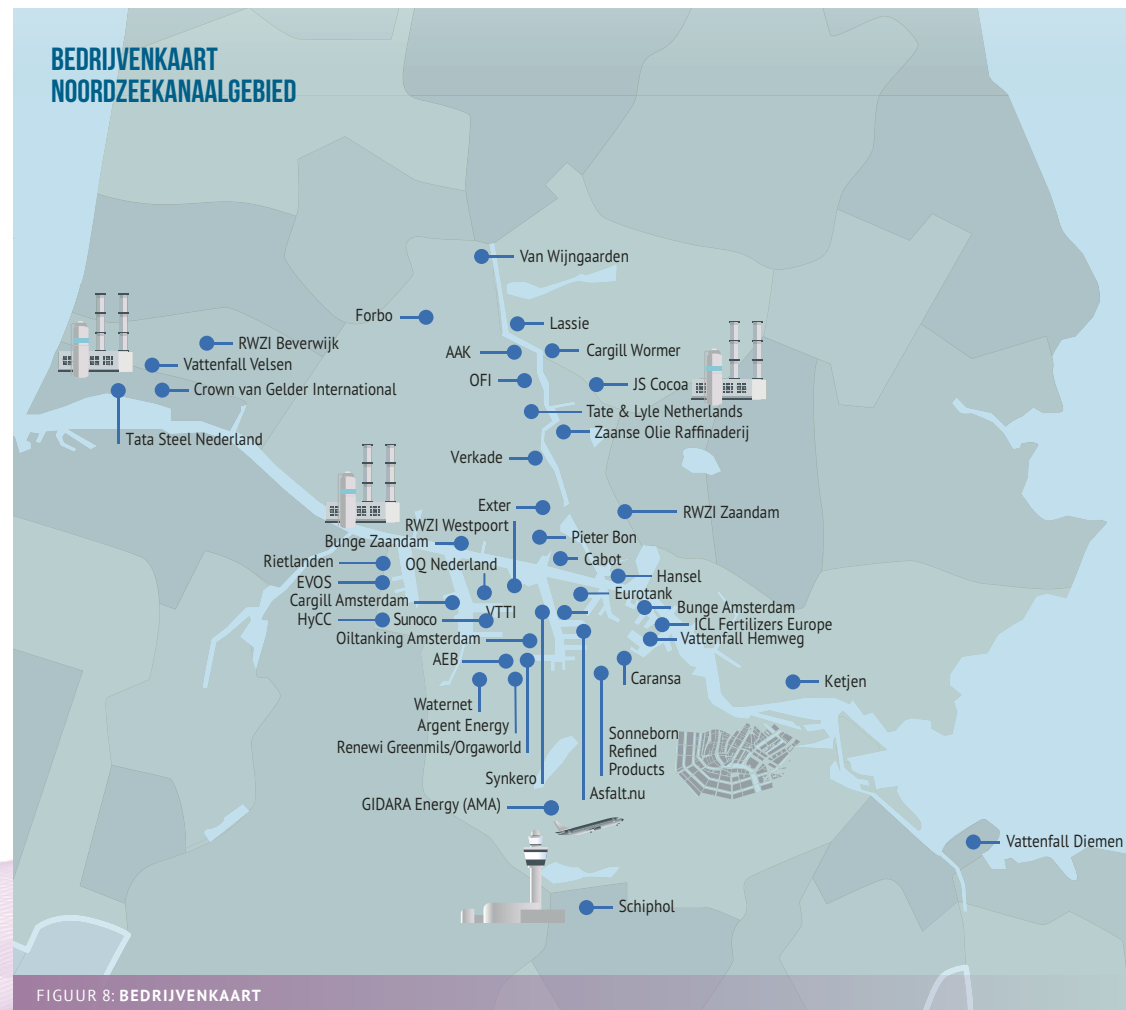 BEDRIJVENKAART
NOORDZEEKANAALGEBIED
Van Wijngaarden
Forbo
Lassie
RWZI Beverwijk
AAK
Cargill Wormer
Vattenfall Velsen
OFI
JS Cocoa
Crown van Gelder International
Tate & Lyle Netherlands
Zaanse Olie Raffinaderij
Tata Steel Nederland
Verkade
Exter
RWZI Zaandam
RWZI Westpoort
Bunge Zaandam
Pieter Bon
Rietlanden
OQ Nederland
Cabot
EVOS
Hansel
Eurotank
Cargill Amsterdam
VTTI
Bunge Amsterdam
HyCC
Sunoco
ICL Fertilizers Europe
Oiltanking Amsterdam
Vattenfall Hemweg
AEB
Caransa
Ketjen
Waternet
Argent Energy
Renewi Greenmils/Orgaworld
Sonneborn
Refined
Products
Synkero
Asfalt.nu
GIDARA Energy (AMA)
Vattenfall Diemen
Schiphol
FIGUUR 8: BEDRIJVENKAART